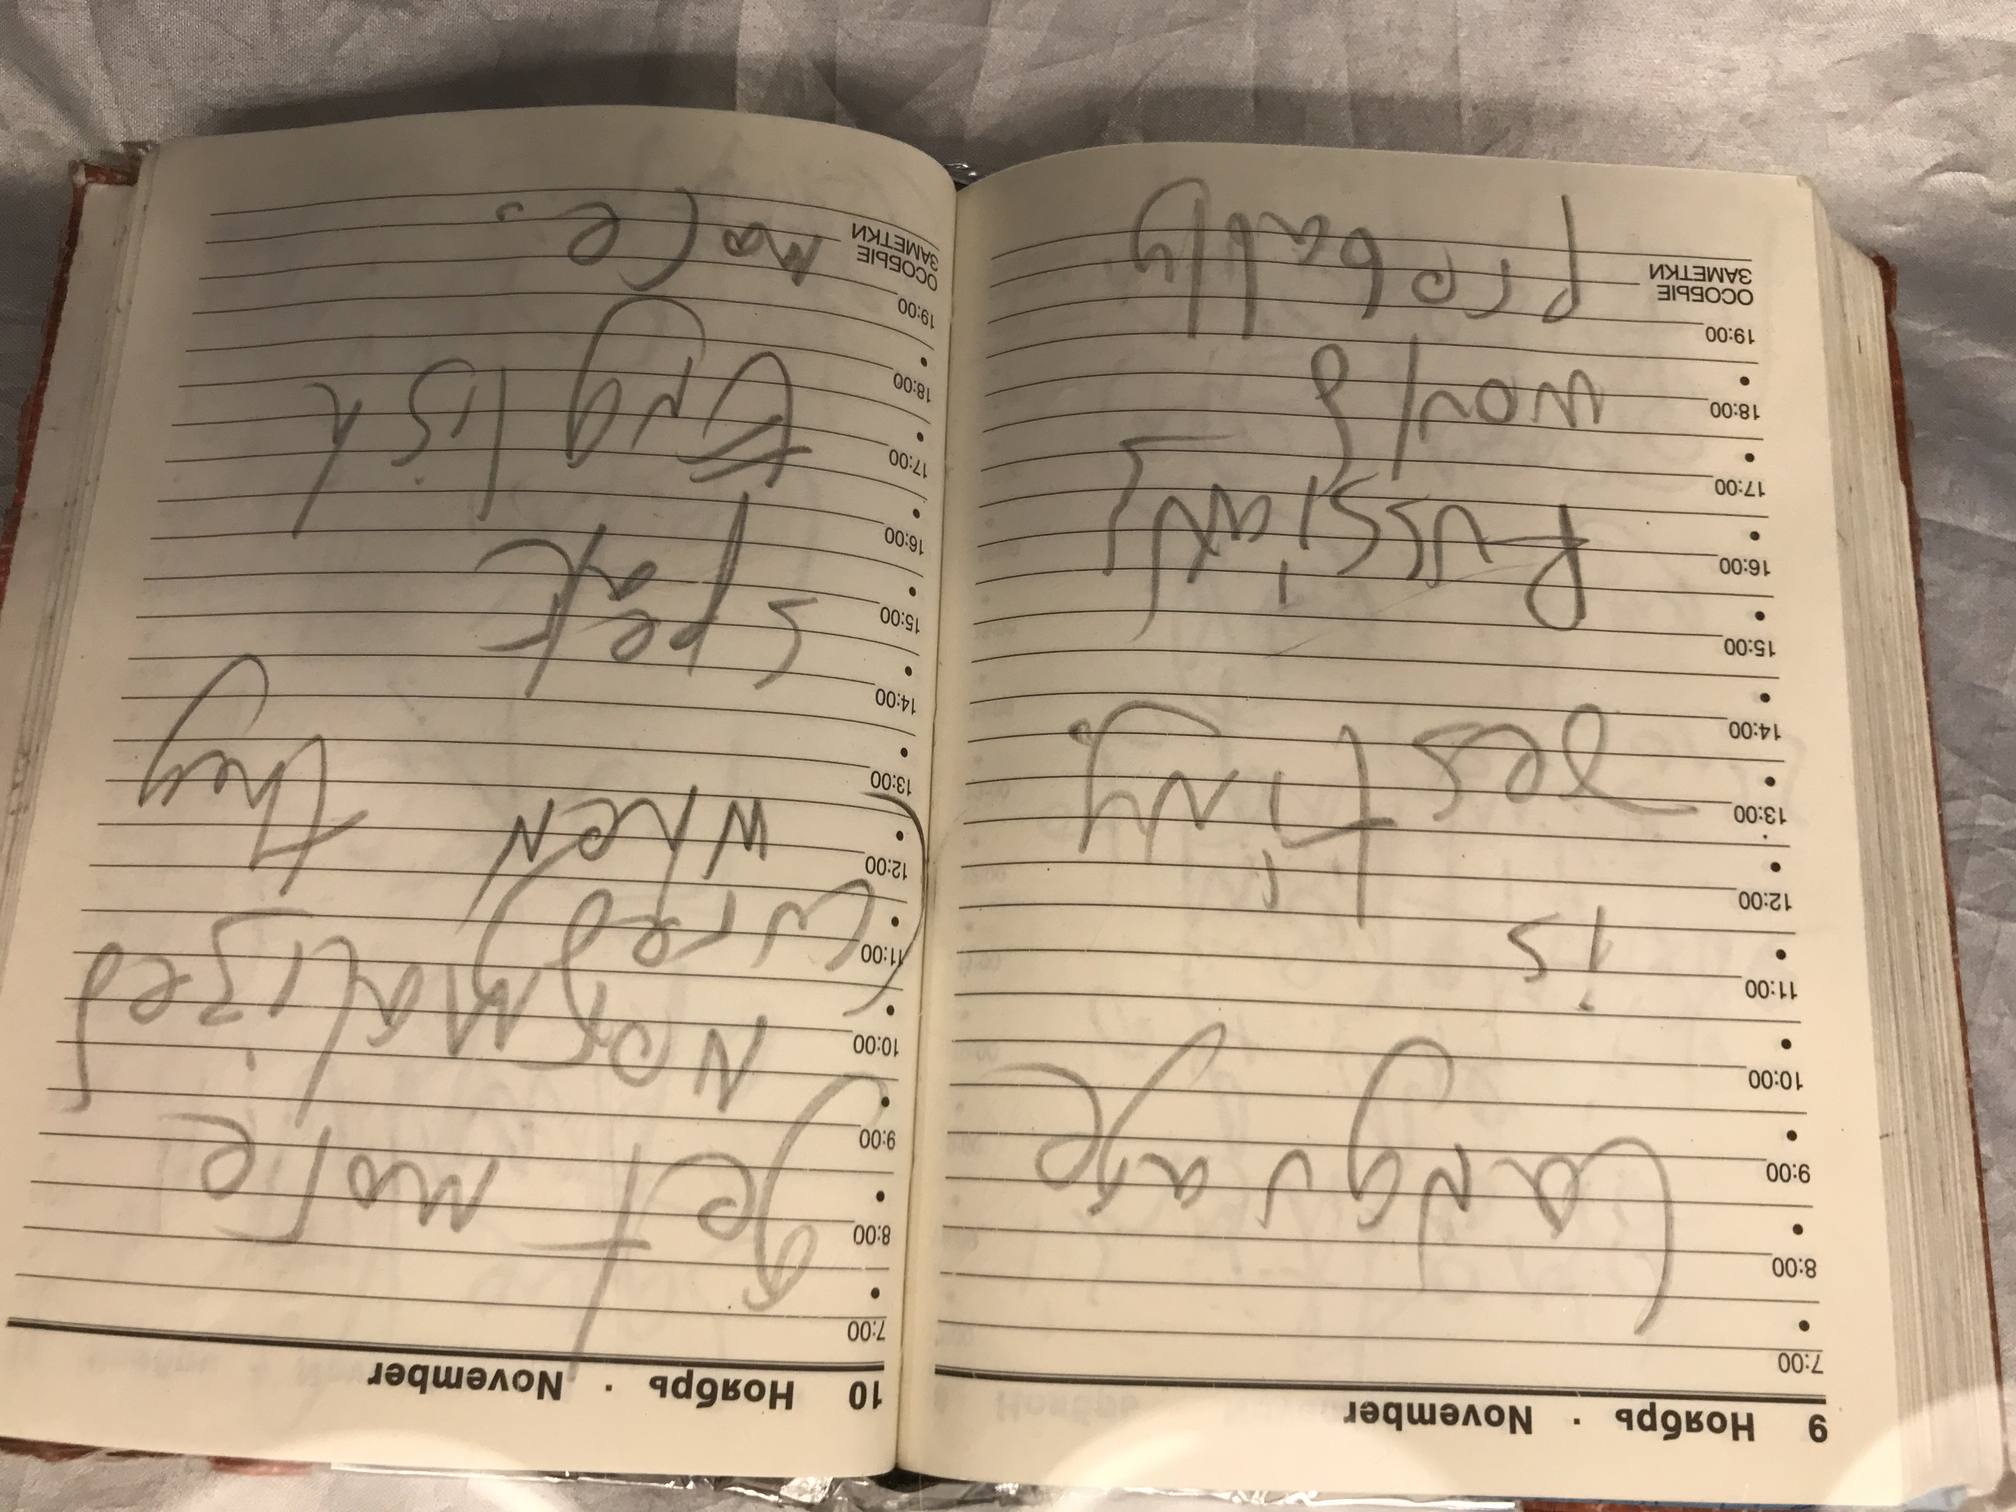 9 Ноябрь · November
7:00
8:00
Language
9:00
10:00
11:00
is
12:00
13:00
Destiny.
14:00
15:00
16:00
Russians
17:00
18:00
would
19:00
ОСОБЫЕ
ЗАМЕТКИ
probally
10 Ноябрь · November
7:00
8:00
get more
9:00
10:00
Normalized
11:00
(cured)
12:00
when they
13:00
14:00
15:00
speak
16:00
17:00
English
18:00
19:00
ОСОБЫЕ
ЗАМЕТКИ
more.